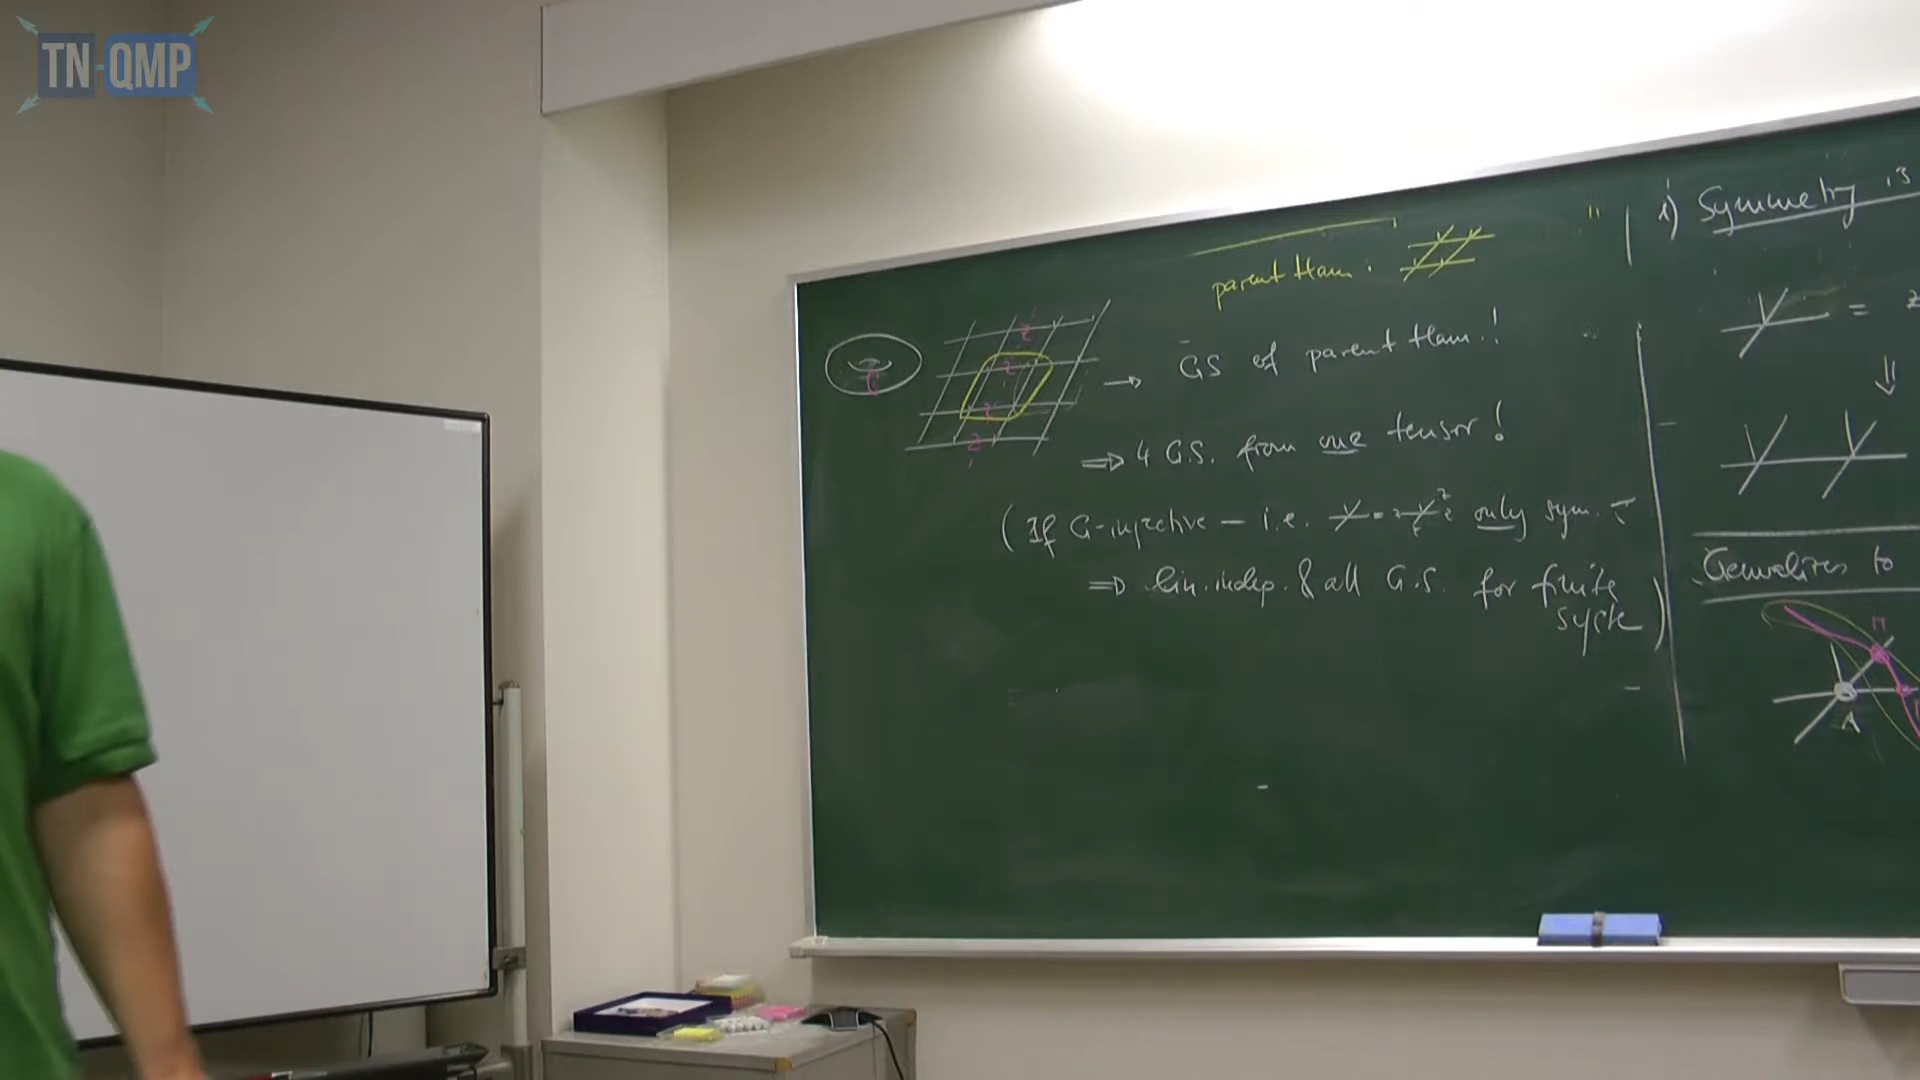 TN-QMP
parent Ham:
→ GS of parent Ham.!
⇒ 4 G.S. from one tensor!
(If G-injective – i.e. only sym.
⇒ lin. indep. & all G.S. for finite
syste)
1) Symmetry is
=
⇓
Generalizes to
M
A
z
z
z
z